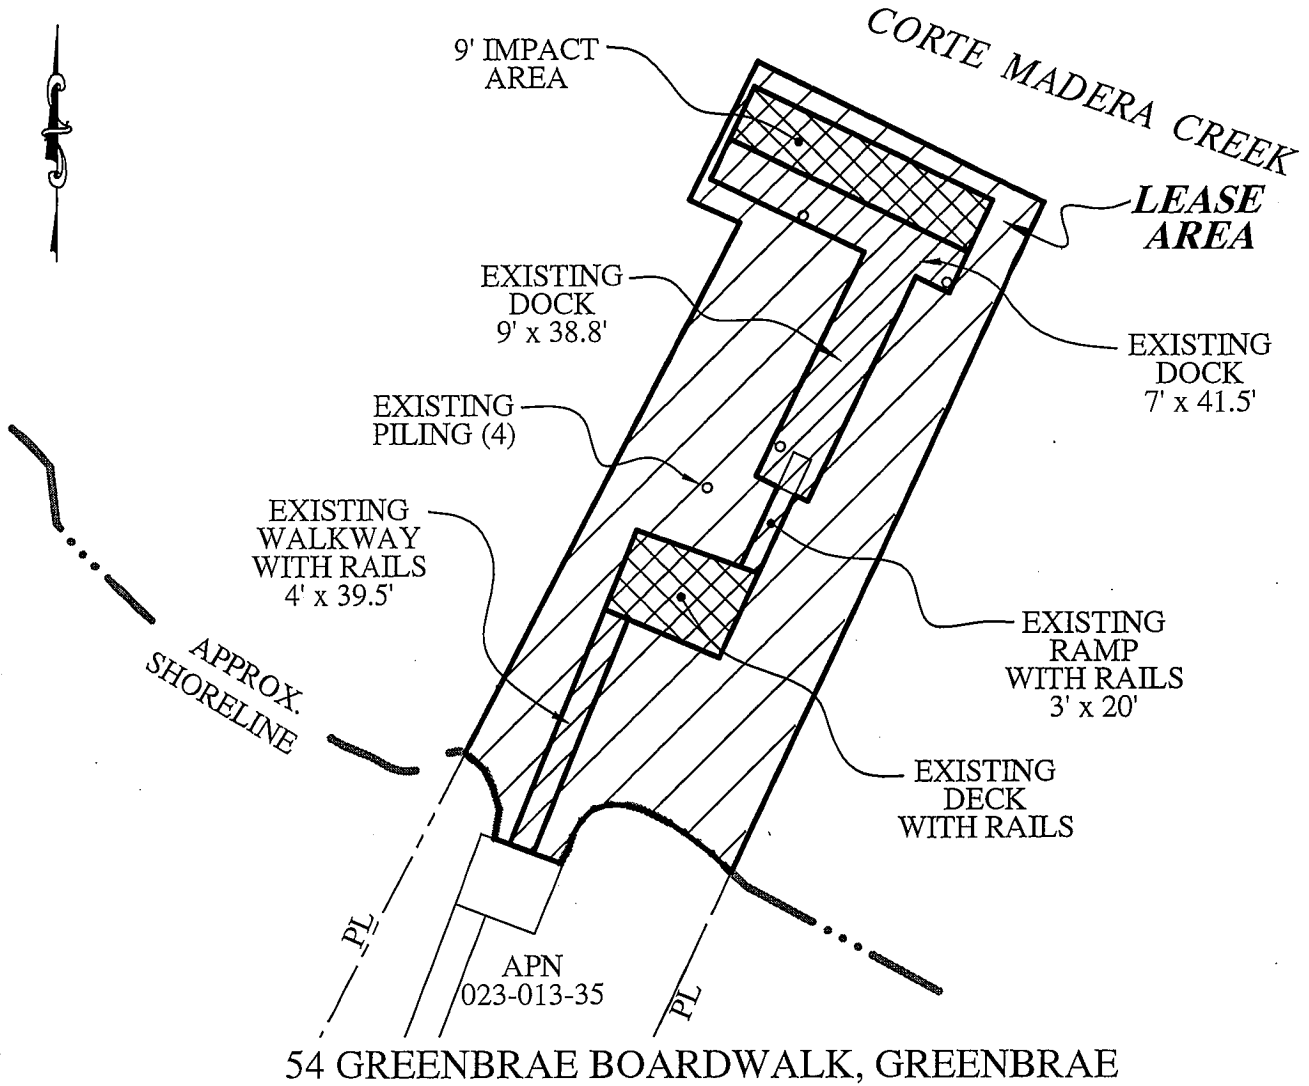 CORTE MADERA CREEK
9' IMPACT
AREA
LEASE
AREA
EXISTING
DOCK
9' x 38.8'
EXISTING
DOCK
7' x 41.5'
EXISTING
PILING (4)
EXISTING
WALKWAY
WITH RAILS
4' x 39.5'
EXISTING
RAMP
WITH RAILS
3' x 20'
APPROX.
SHORELINE
EXISTING
DECK
WITH RAILS
PL
PL
APN
023-013-35
54 GREENBRAE BOARDWALK, GREENBRAE